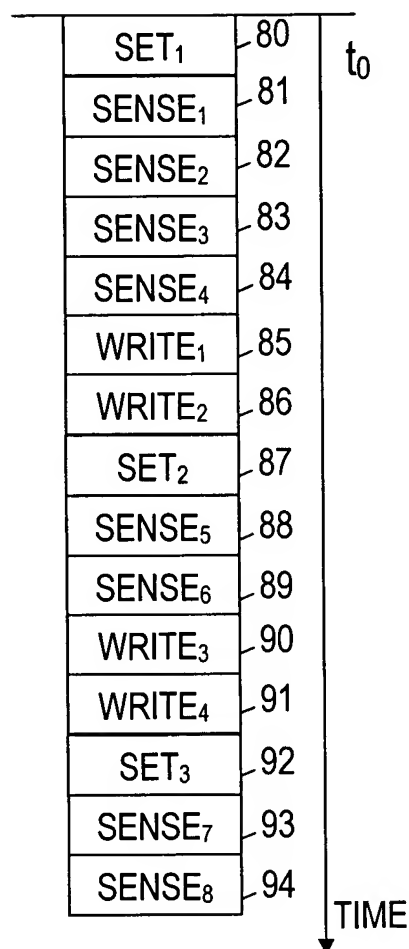 SET₁ 80
t₀
SENSE₁ 81
SENSE₂ 82
SENSE₃ 83
SENSE₄ 84
WRITE₁ 85
WRITE₂ 86
SET₂ 87
SENSE₅ 88
SENSE₆ 89
WRITE₃ 90
WRITE₄ 91
SET₃ 92
SENSE₇ 93
SENSE₈ 94
TIME